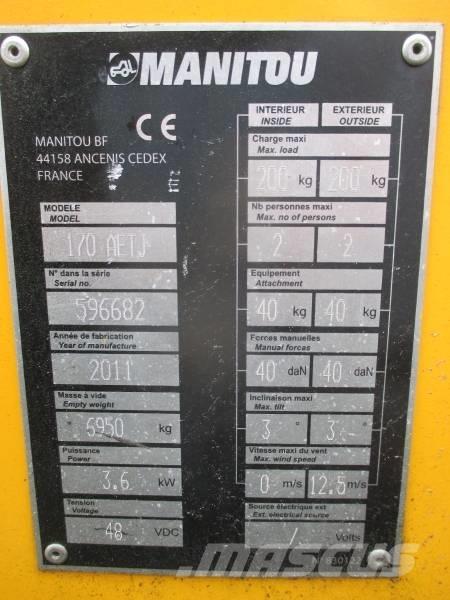 MANITOU
MANITOU BF
44158 ANCENIS CEDEX
FRANCE
CE
MODELE
MODEL
170 AETJ
N° dans la série
Serial no.
596682
Année de fabrication
Year of manufacture
2011
Masse à vide
Empty weight
6950 kg
Puissance
Power
3.6 kW
Tension
Voltage
48 VDC
INTERIEUR EXTERIEUR
INSIDE OUTSIDE
Charge maxi
Max. load
200 kg 200 kg
Nb personnes maxi
Max. no of persons
2 2
Equipement
Attachment
40 kg 40 kg
Forces manuelles
Manual forces
40 daN 40 daN
Inclinaison maxi
Max. tilt
3 ° 3 °
Vitesse maxi du vent
Max. wind speed
0 m/s 12.5 m/s
Source électrique ext
Ext. electrical source
/ Volts
MASCUS